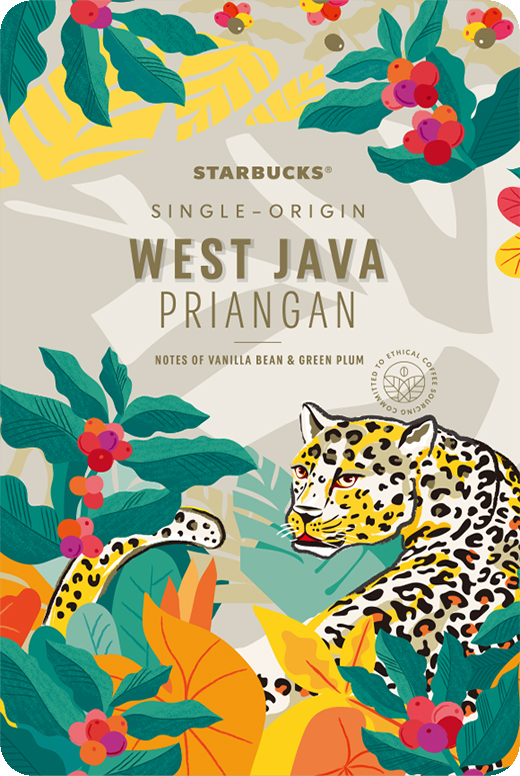 STARBUCKS®
SINGLE-ORIGIN
WEST JAVA
PRIANGAN
NOTES OF VANILLA BEAN & GREEN PLUM
COMMITTED TO ETHICAL COFFEE SOURCING